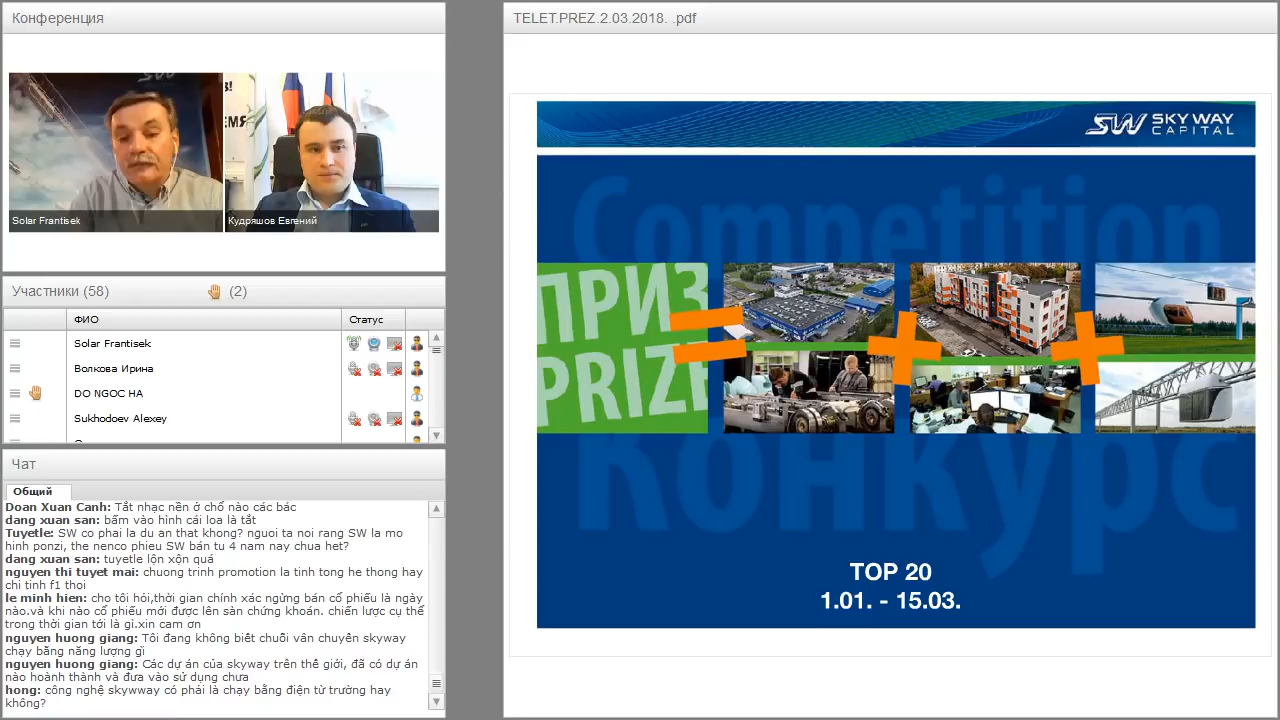 Конференция
Solar Frantisek
Кудряшов Евгений
Участники (58)
(2)
ФИО
Статус
Solar Frantisek
Волкова Ирина
DO NGOC HA
Sukhodoev Alexey
Чат
Общий
Doan Xuan Canh: Tắt nhạc nền ở chổ nào các bác
dang xuan san: bấm vào hình cái loa là tắt
Tuyetle: SW co phai la du an that khong? nguoi ta noi rang SW la mo
hinh ponzi, the nenco phieu SW bán tu 4 nam nay chua het?
dang xuan san: tuyetle lộn xộn quá
nguyen thi tuyet mai: chuong trinh promotion la tinh tong he thong hay
chi tinh f1 thoi
le minh hien: cho tôi hỏi,thời gian chính xác ngừng bán cổ phiếu là ngày
nào.và khi nào cổ phiếu mới được lên sàn chứng khoán. chiến lược cụ thể
trong thời gian tới là gì.xin cam ơn
nguyen huong giang: Tôi đang không biết chuỗi vân chuyển skyway
chạy bằng năng lượng gì
nguyen huong giang: Các dự án của skyway trên thế giới, đã có dự án
nào hoành thành và đưa vào sử dụng chưa
hong: công nghệ skywway có phải là chạy bằng điện từ trường hay
không?
TELET.PREZ.2.03.2018. .pdf
SW SKY WAY
CAPITAL
Competition
ПРИЗ
PRIZE
Конкурс
TOP 20
1.01. - 15.03.